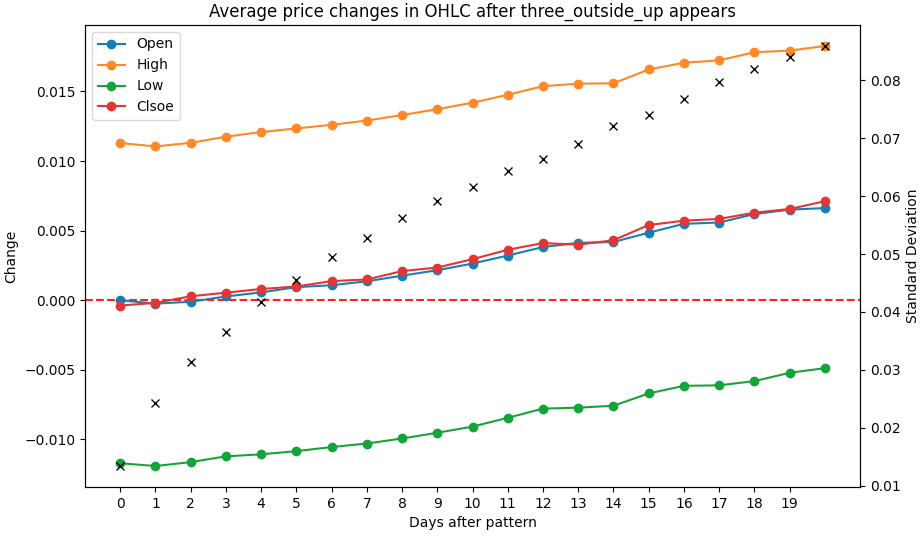 Average price changes in OHLC after three_outside_up appears
Open
High
Low
Clsoe
Change
0.015
0.010
0.005
0.000
−0.005
−0.010
Standard Deviation
0.08
0.07
0.06
0.05
0.04
0.03
0.02
0.01
0 1 2 3 4 5 6 7 8 9 10 11 12 13 14 15 16 17 18 19
Days after pattern